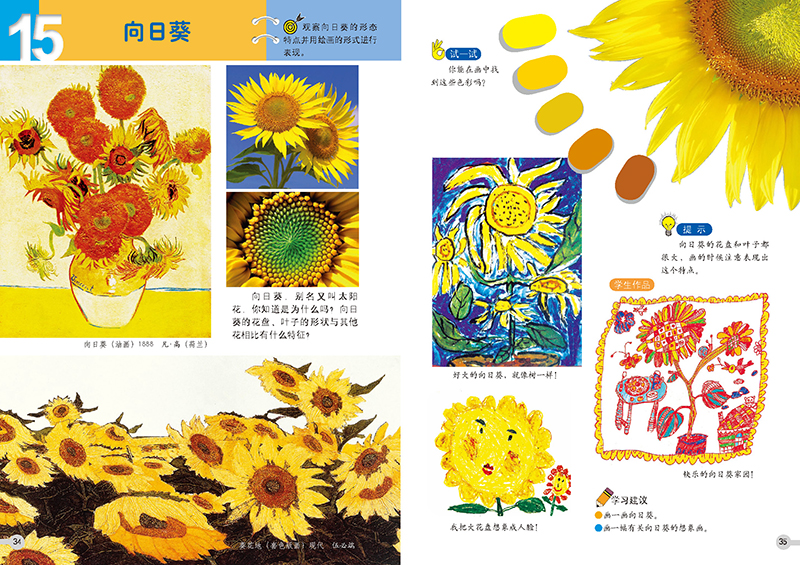 15
向日葵
观察向日葵的形态
特点并用绘画的形式进行
表现。
向日葵，别名又叫太阳
花，你知道是为什么吗？向日
葵的花盘、叶子的形状与其他
花相比有什么特征？
向日葵（油画）1888 凡·高（荷兰）
葵花地（套色版画）现代
34
试一试
你能在画中找
到这些色彩吗？
提示
向日葵的花盘和叶子都
很大，画的时候注意表现出
这个特点。
学生作品
好大的向日葵，就像树一样！
快乐的向日葵家园！
我把大花盘想象成人脸！
学习建议
画一画向日葵。
画一幅有关向日葵的想象画。
35